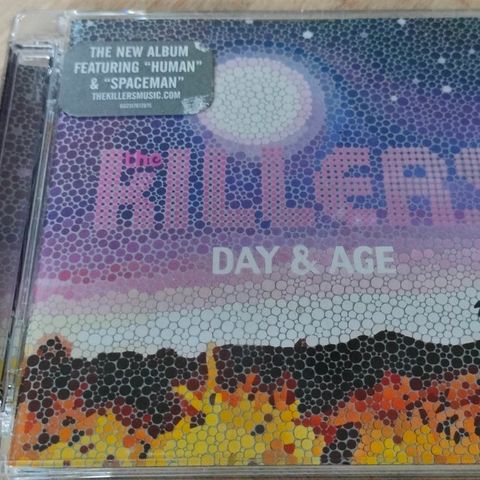 THE NEW ALBUM
FEATURING “HUMAN”
& “SPACEMAN”
THEKILLERSMUSIC.COM
the
KILLERS
DAY & AGE